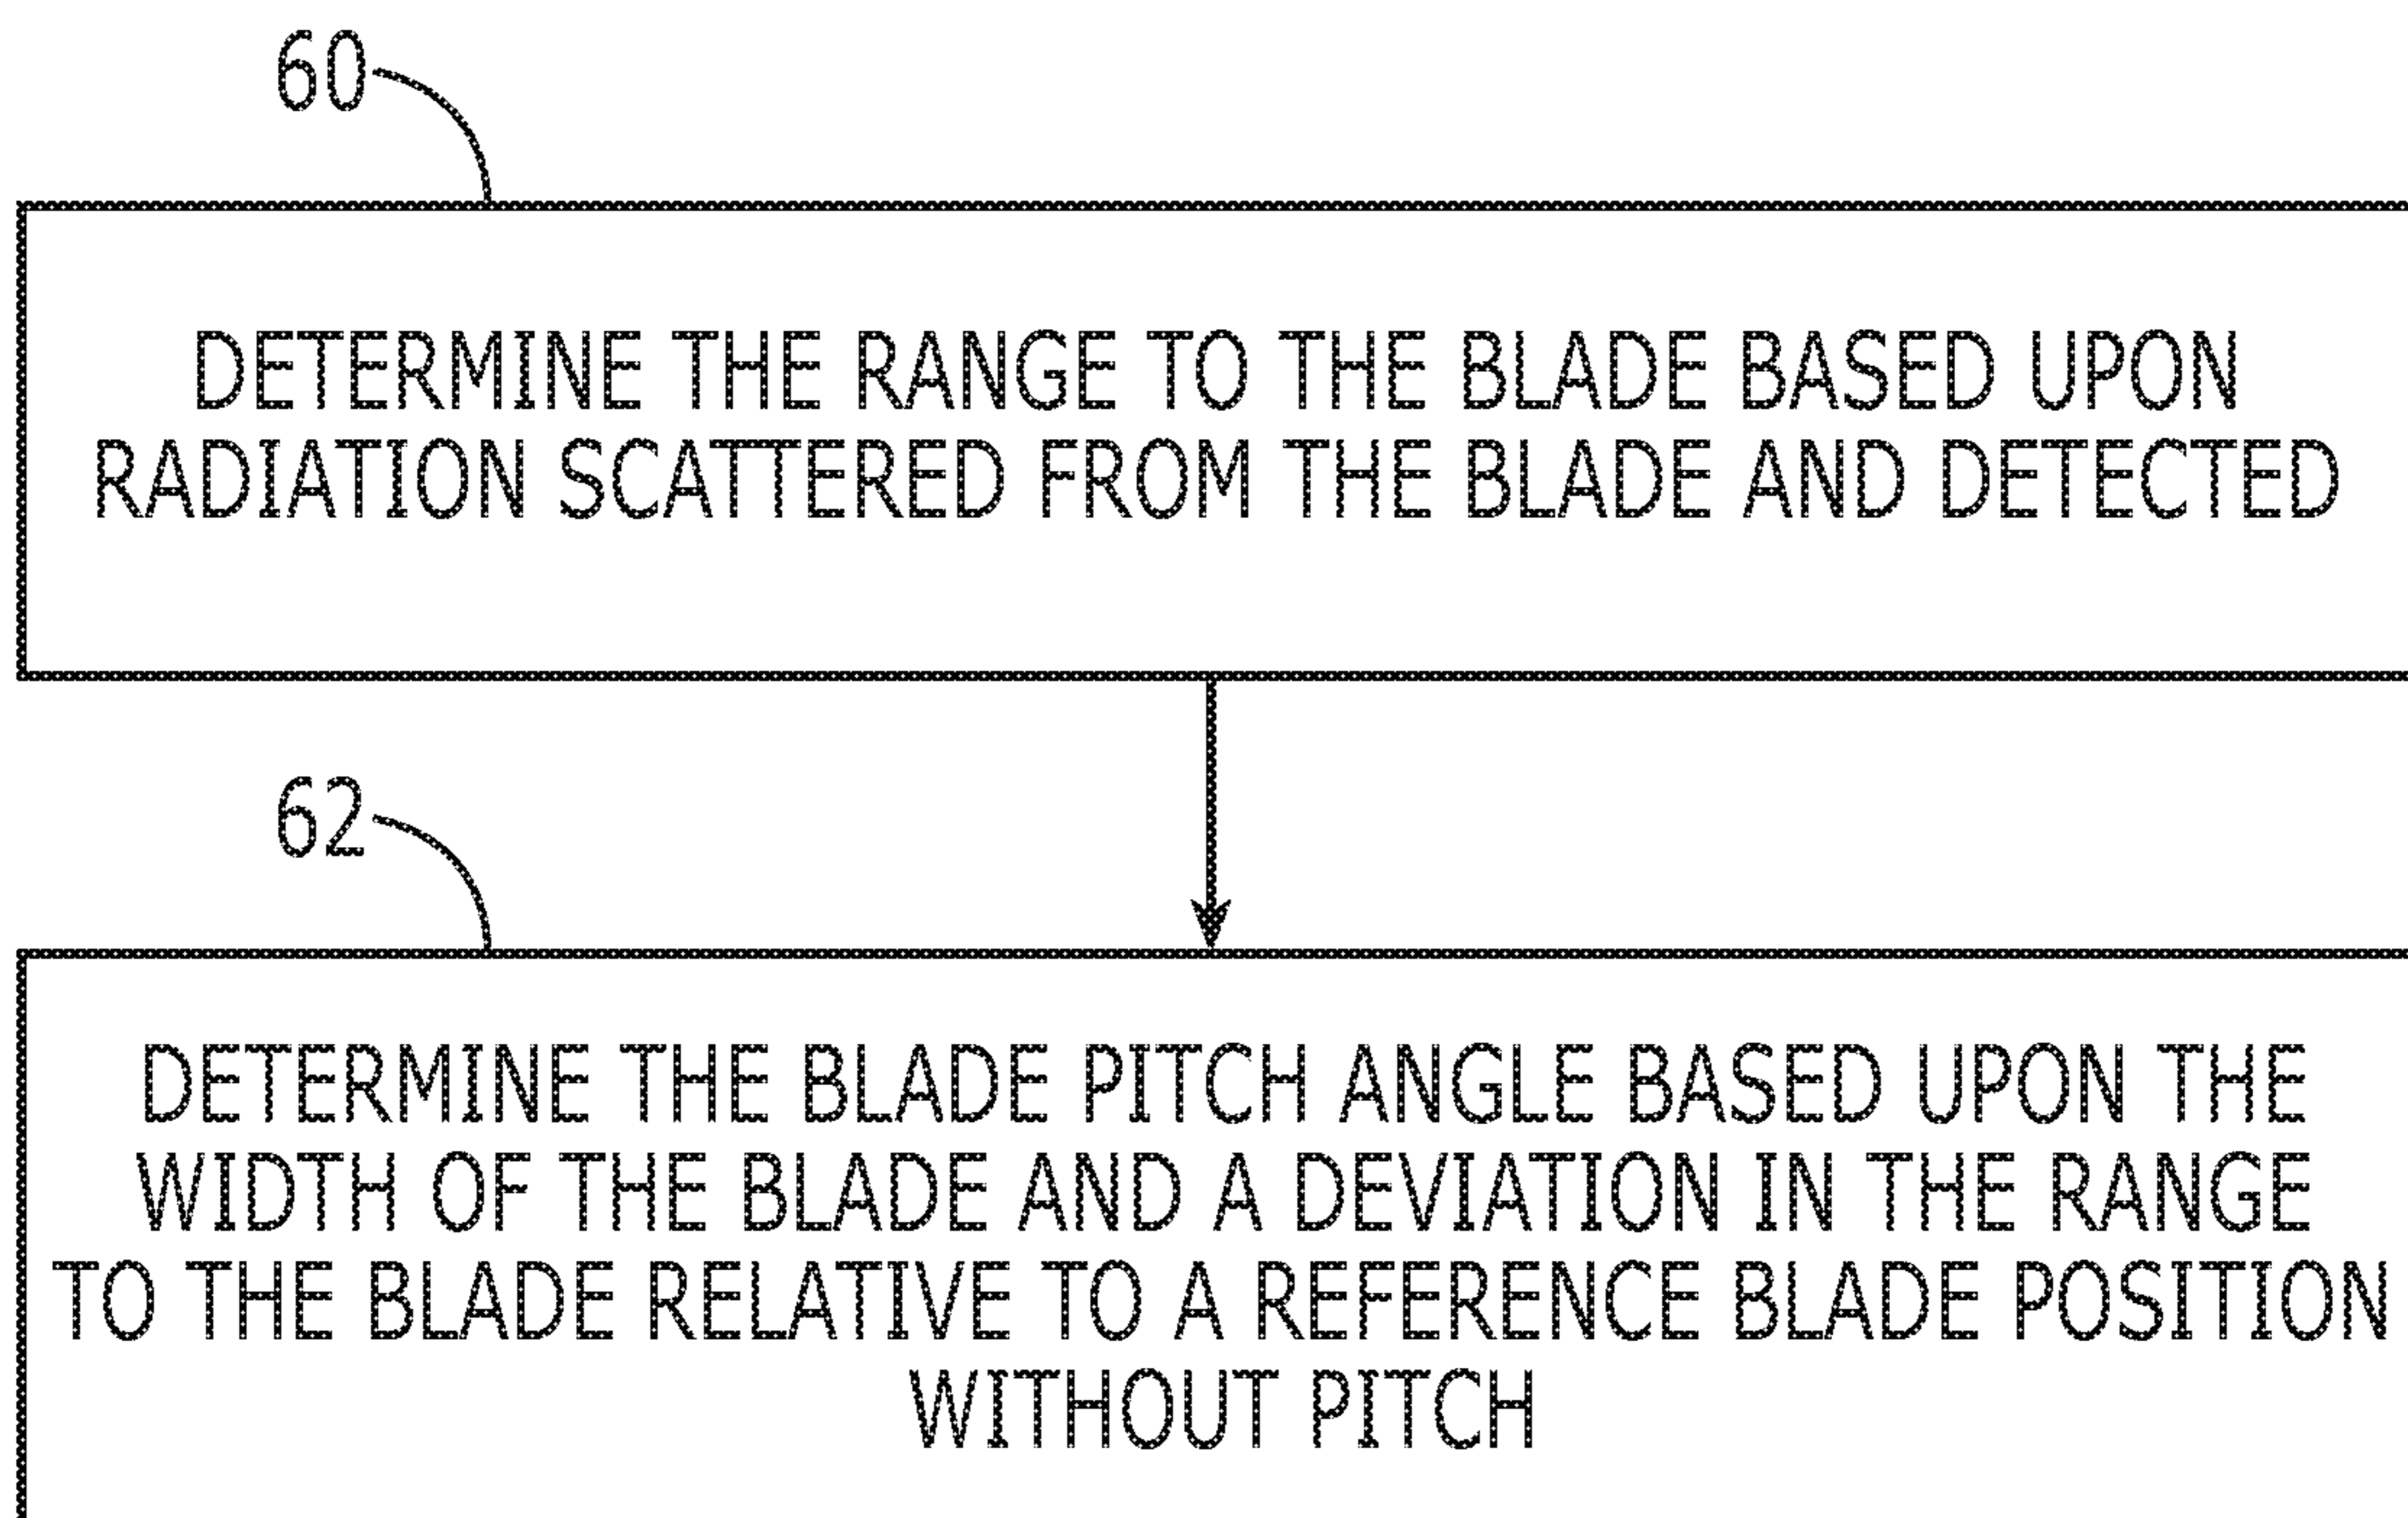 60
DETERMINE THE RANGE TO THE BLADE BASED UPON
RADIATION SCATTERED FROM THE BLADE AND DETECTED
62
DETERMINE THE BLADE PITCH ANGLE BASED UPON THE
WIDTH OF THE BLADE AND A DEVIATION IN THE RANGE
TO THE BLADE RELATIVE TO A REFERENCE BLADE POSITION
WITHOUT PITCH